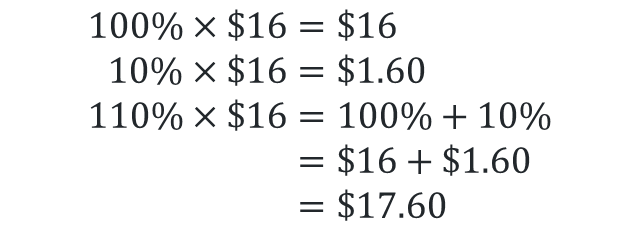 100% × $16 = $16
10% × $16 = $1.60
110% × $16 = 100% + 10%
= $16 + $1.60
= $17.60